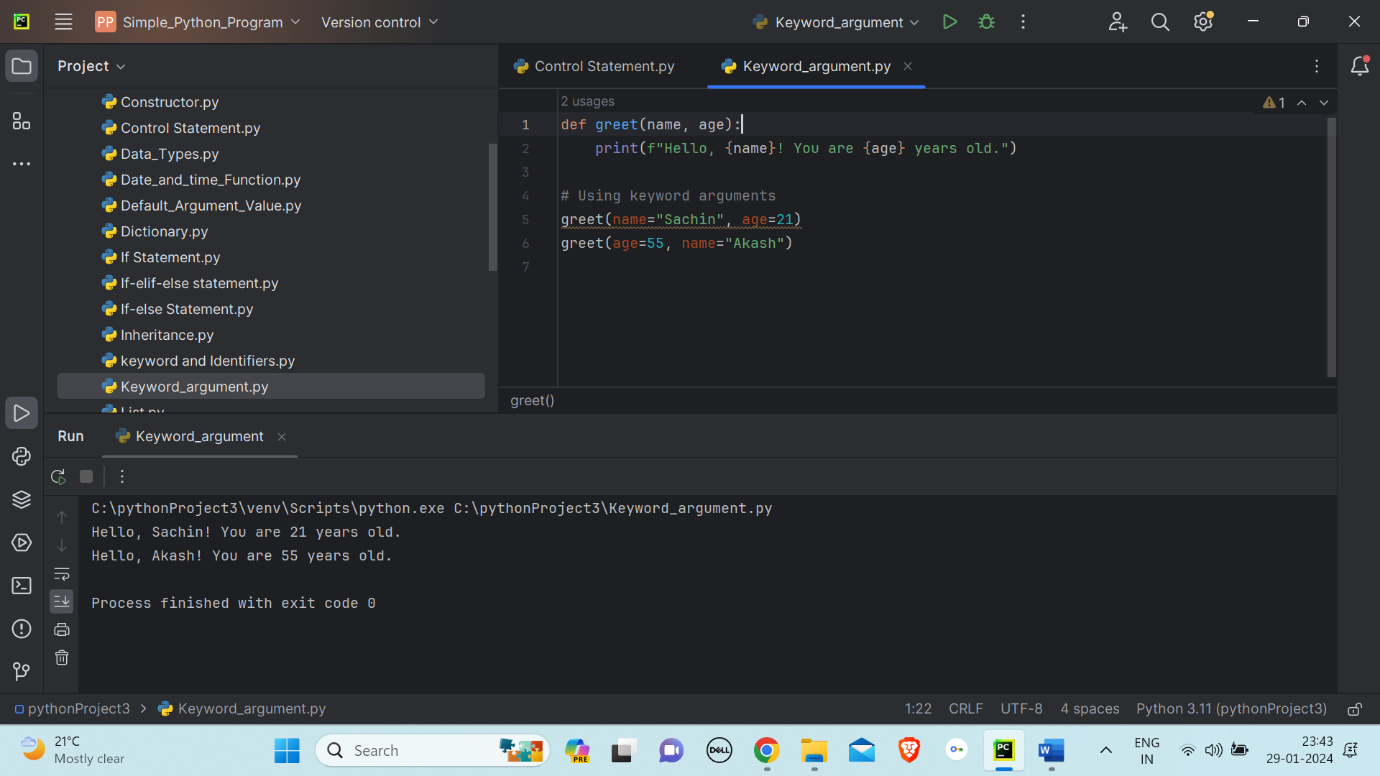 PC
PP Simple_Python_Program
Version control
Keyword_argument
Project
Constructor.py
Control Statement.py
Data_Types.py
Date_and_time_Function.py
Default_Argument_Value.py
Dictionary.py
If Statement.py
If-elif-else statement.py
If-else Statement.py
Inheritance.py
keyword and Identifiers.py
Keyword_argument.py
List.py
Control Statement.py
Keyword_argument.py
2 usages
1
1 def greet(name, age):
2 print(f"Hello, {name}! You are {age} years old.")
3
4 # Using keyword arguments
5 greet(name="Sachin", age=21)
6 greet(age=55, name="Akash")
7
greet()
Run
Keyword_argument
C:\pythonProject3\venv\Scripts\python.exe C:\pythonProject3\Keyword_argument.py
Hello, Sachin! You are 21 years old.
Hello, Akash! You are 55 years old.
Process finished with exit code 0
pythonProject3
Keyword_argument.py
1:22 CRLF UTF-8 4 spaces Python 3.11 (pythonProject3)
21°C
Mostly clear
Search
PRE
DELL
PC
W
ENG
IN
23:43
29-01-2024